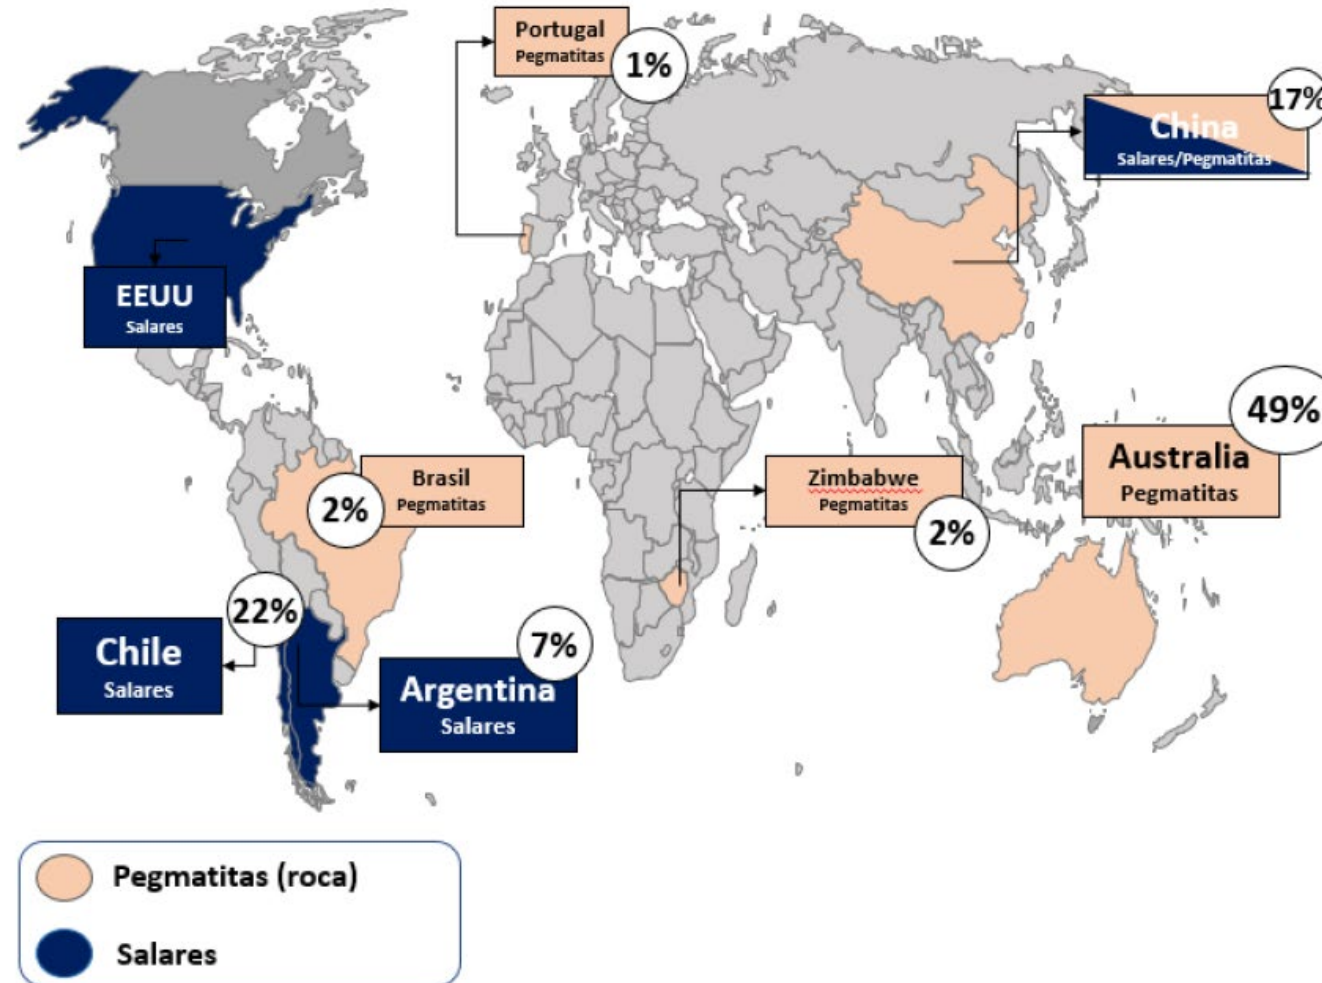 Portugal
Pegmatitas
1%
17%
China
Salares/Pegmatitas
EEUU
Salares
49%
Australia
Pegmatitas
Brasil
Pegmatitas
2%
Zimbabwe
Pegmatitas
2%
22%
Chile
Salares
7%
Argentina
Salares
Pegmatitas (roca)
Salares